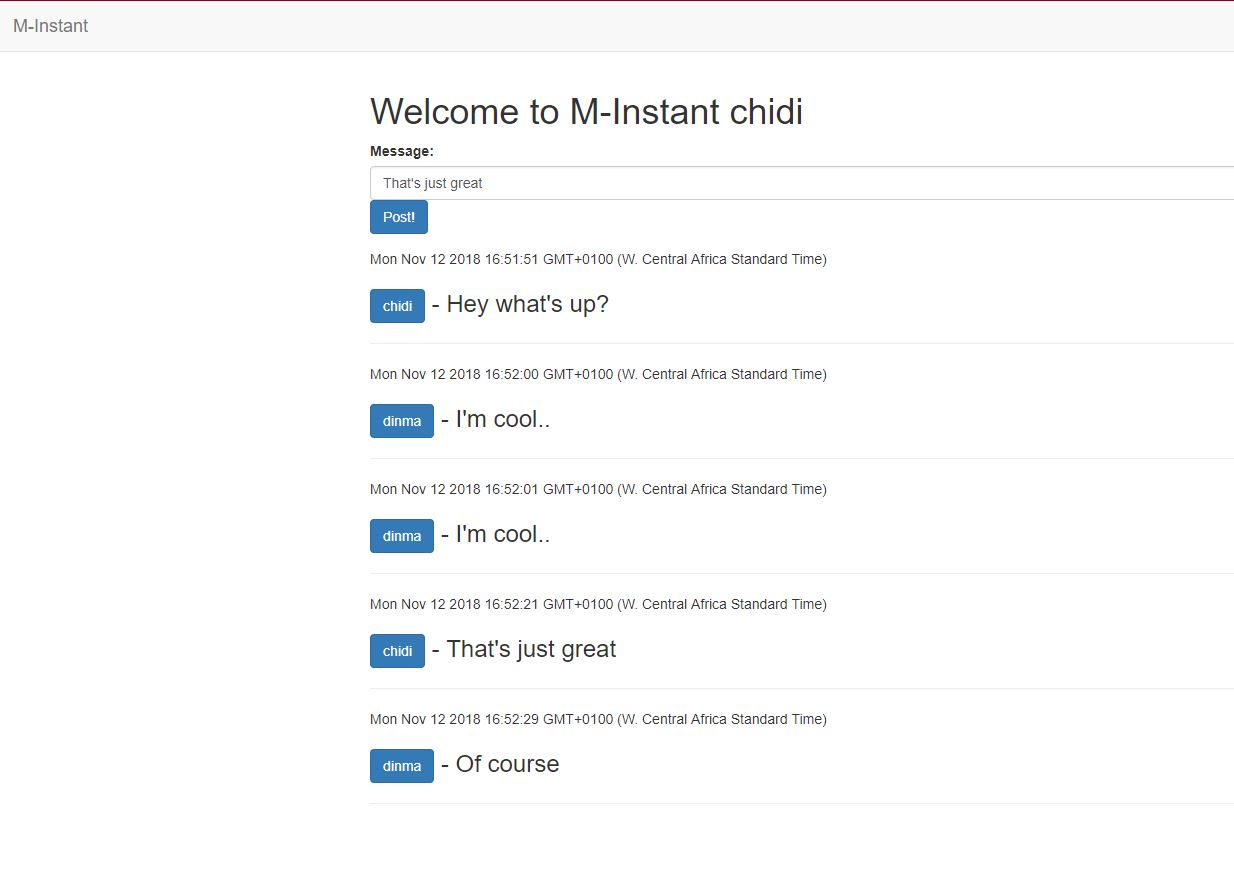 M-Instant
Welcome to M-Instant chidi
Message:
That's just great
Post!
Mon Nov 12 2018 16:51:51 GMT+0100 (W. Central Africa Standard Time)
chidi - Hey what's up?
Mon Nov 12 2018 16:52:00 GMT+0100 (W. Central Africa Standard Time)
dinma - I'm cool..
Mon Nov 12 2018 16:52:01 GMT+0100 (W. Central Africa Standard Time)
dinma - I'm cool..
Mon Nov 12 2018 16:52:21 GMT+0100 (W. Central Africa Standard Time)
chidi - That's just great
Mon Nov 12 2018 16:52:29 GMT+0100 (W. Central Africa Standard Time)
dinma - Of course